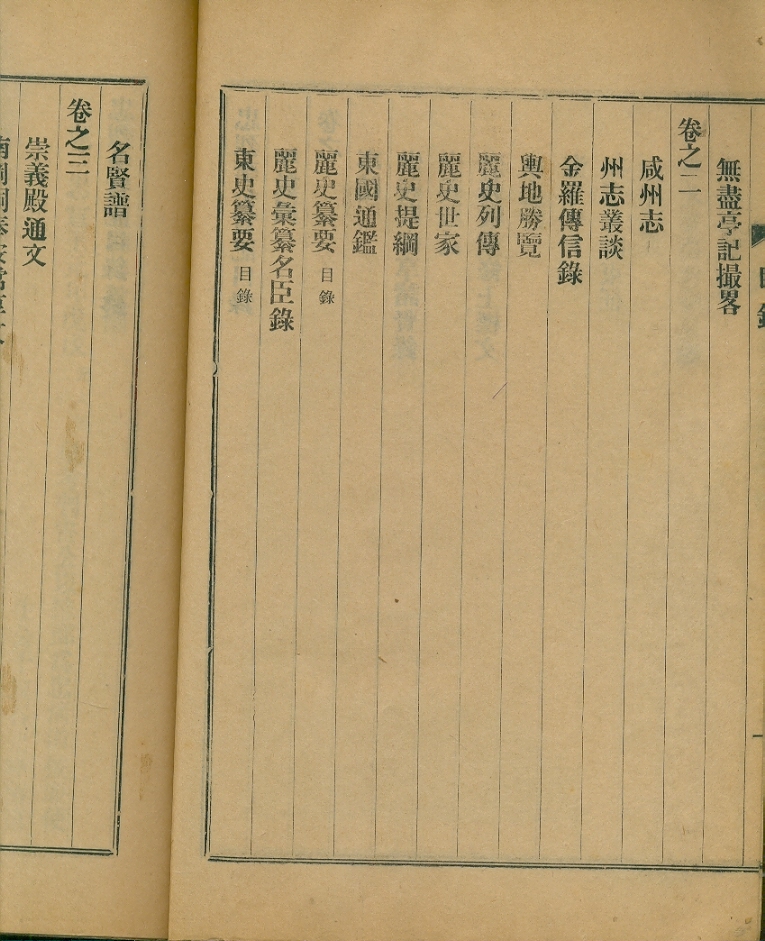 目錄
無盡亭記撮畧
卷之二
咸州志
州志叢談
金羅傳信錄
輿地勝覽
麗史列傳
麗史世家
麗史提綱
東國通鑑
麗史纂要 目錄
麗史彙纂名臣錄
東史纂要 目錄
名賢譜
卷之三
崇義殿通文